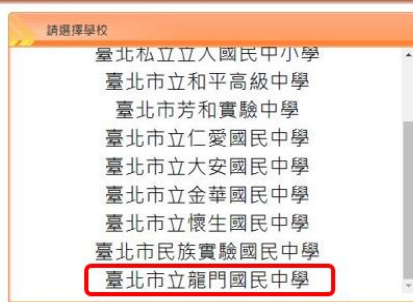 請選擇學校
臺北私立立人國民中小學
臺北市立和平高級中學
臺北市芳和實驗中學
臺北市立仁愛國民中學
臺北市立大安國民中學
臺北市立金華國民中學
臺北市立懷生國民中學
臺北市民族實驗國民中學
臺北市立龍門國民中學